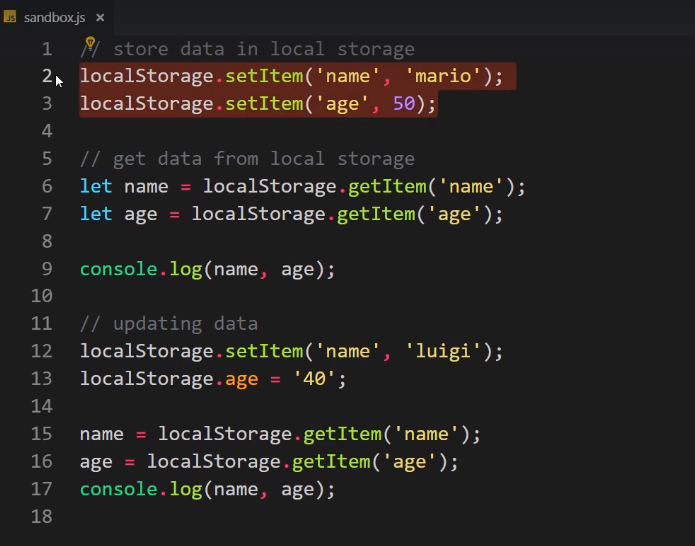 JS sandbox.js ×
1 // store data in local storage
2 localStorage.setItem('name', 'mario');
3 localStorage.setItem('age', 50);
4
5 // get data from local storage
6 let name = localStorage.getItem('name');
7 let age = localStorage.getItem('age');
8
9 console.log(name, age);
10
11 // updating data
12 localStorage.setItem('name', 'luigi');
13 localStorage.age = '40';
14
15 name = localStorage.getItem('name');
16 age = localStorage.getItem('age');
17 console.log(name, age);
18